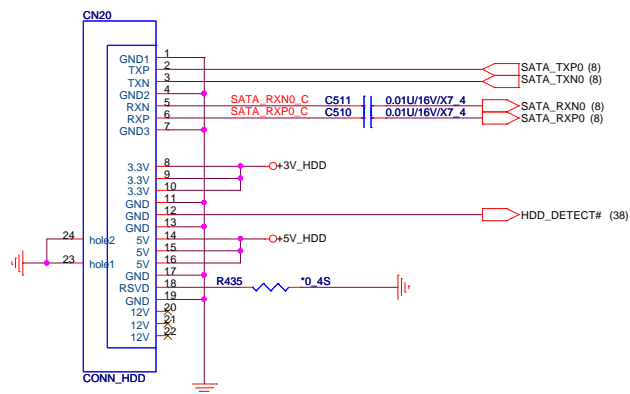 CN20
GND1 1
TXP 2 SATA_TXP0 (8)
TXN 3 SATA_TXN0 (8)
GND2 4
RXN 5 SATA_RXN0_C C511 0.01U/16V/X7_4 SATA_RXN0 (8)
RXP 6 SATA_RXP0_C C510 0.01U/16V/X7_4 SATA_RXP0 (8)
GND3 7
3.3V 8 +3V_HDD
3.3V 9
3.3V 10
GND 11
GND 12 HDD_DETECT# (38)
GND 13
24 hole2 5V 14 +5V_HDD
5V 15
23 hole1 5V 16
GND 17
RSVD 18 R435 *0_4S
GND 19
12V 20
12V 21
12V 22
CONN_HDD